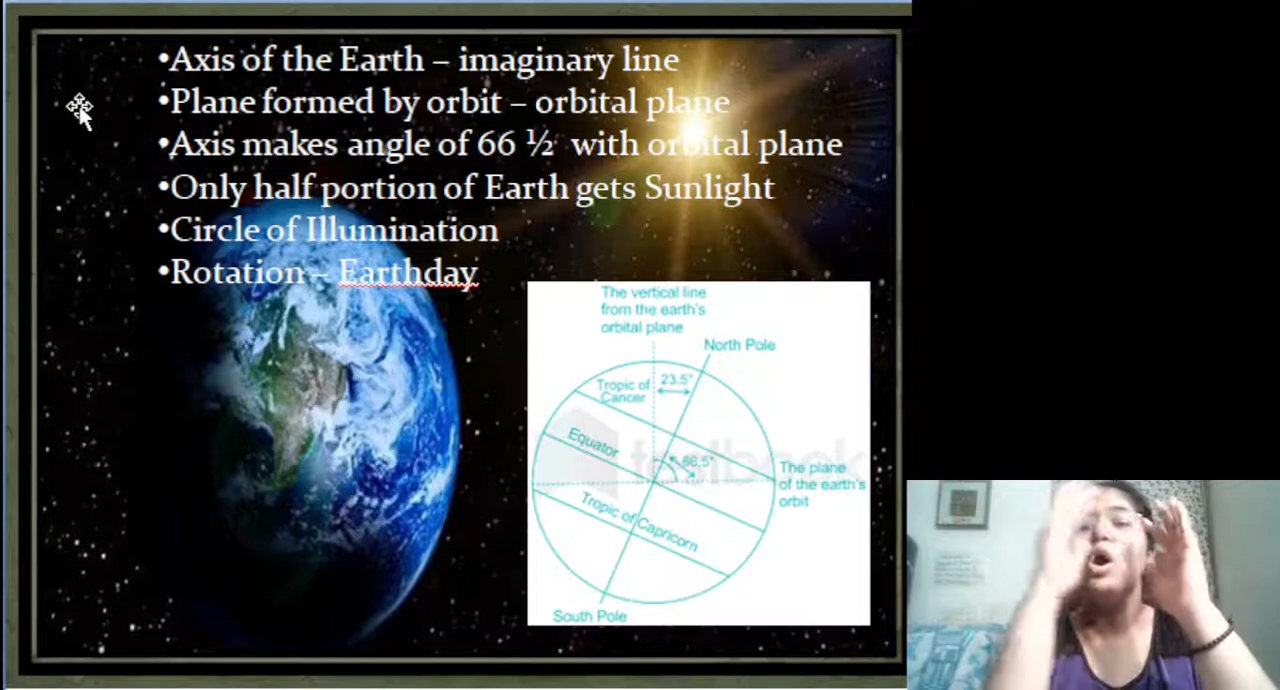 •Axis of the Earth – imaginary line
•Plane formed by orbit – orbital plane
•Axis makes angle of 66 ½  with orbital plane
•Only half portion of Earth gets Sunlight
•Circle of Illumination
•Rotation – Earthday
The vertical line
from the earth's
orbital plane
North Pole
23.5°
Tropic of
Cancer
Equator
66.5°
testbook
The plane
of the earth's
orbit
Tropic of Capricorn
South Pole